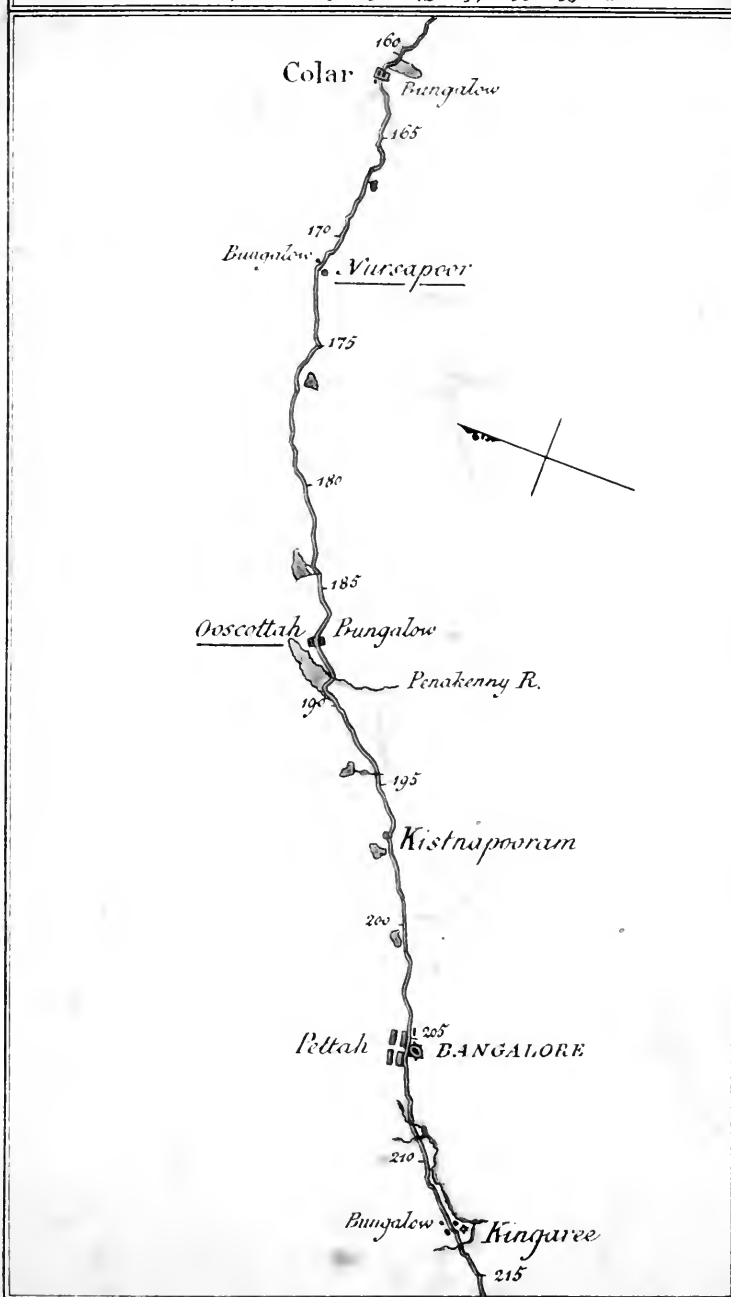 160
Colar
Bungalow
165
170
Bungalow
Nursapoor
175
180
185
Ooscottah Bungalow
Penakenny R.
190
195
Kistnapooram
200
205
Pettah BANGALORE
210
Bungalow
Kingaree
215